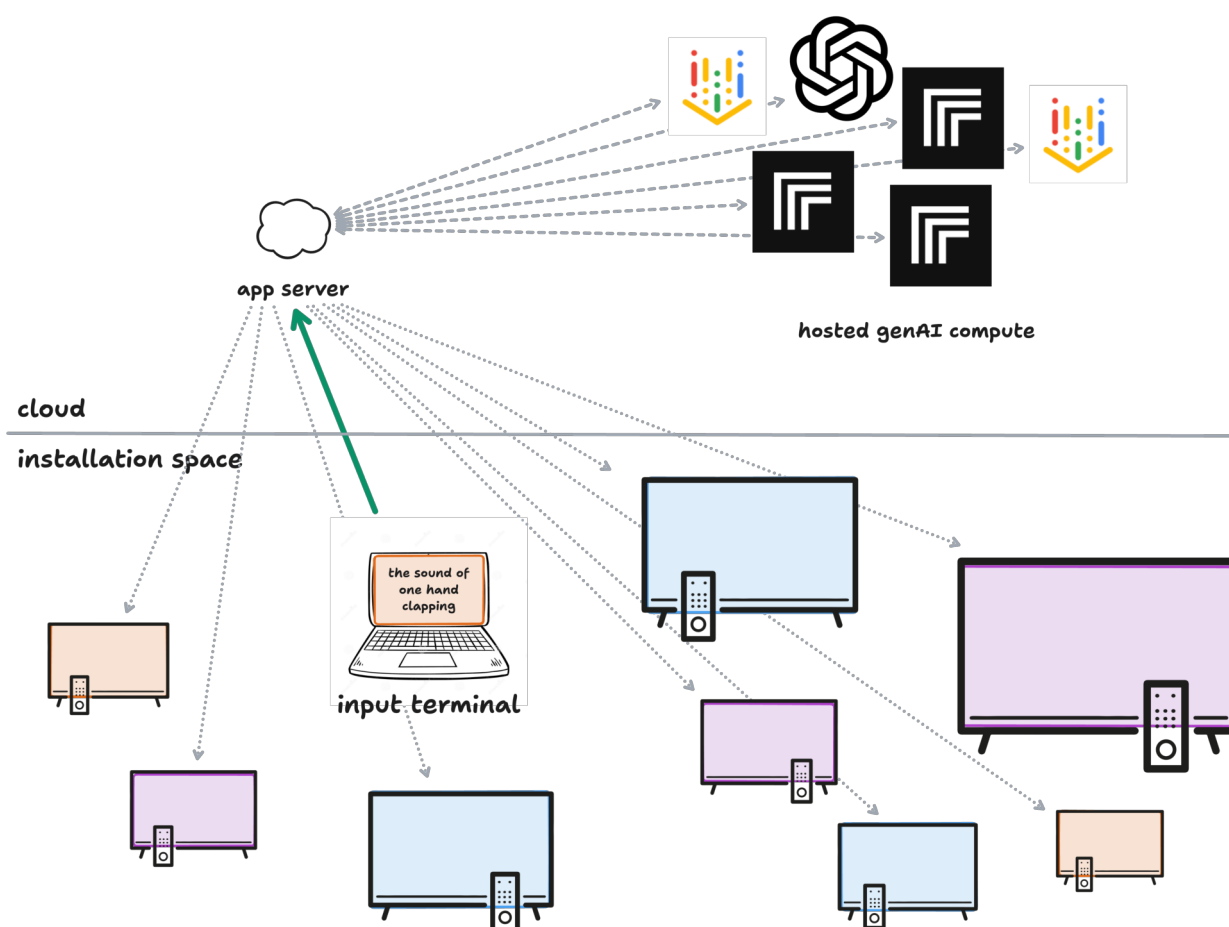 app server
hosted genAI compute
cloud
installation space
the sound of
one hand
clapping
input terminal